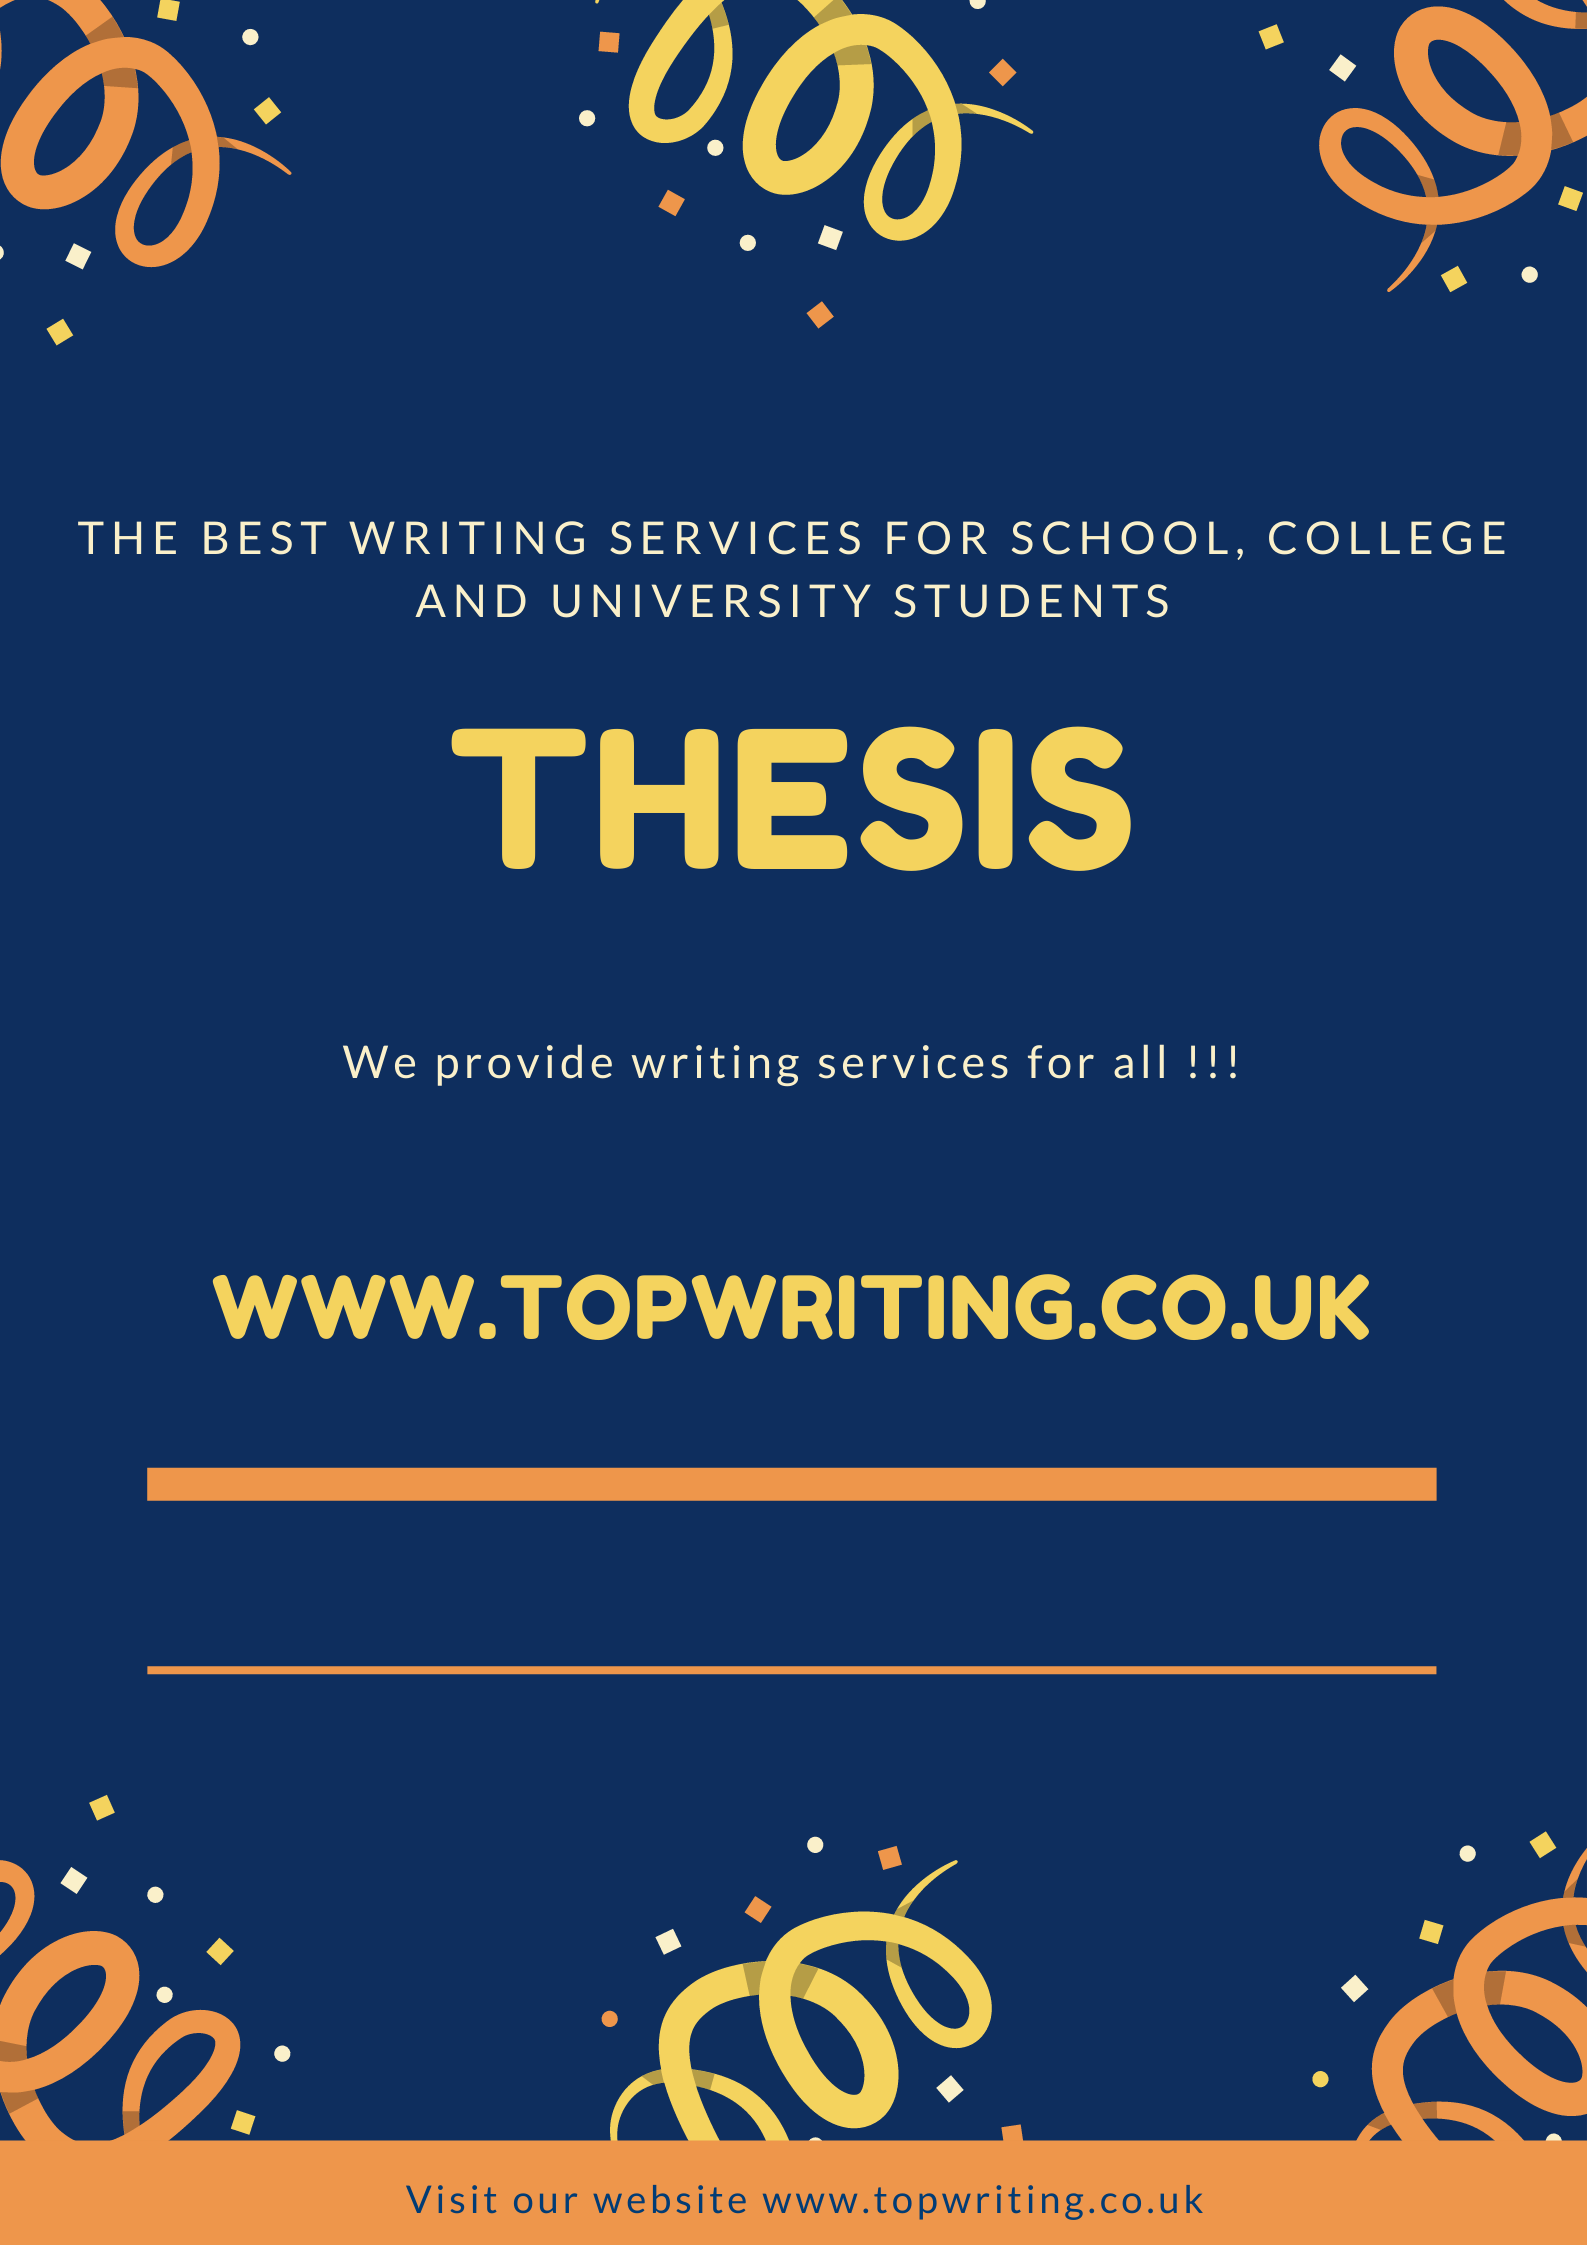 THE BEST WRITING SERVICES FOR SCHOOL, COLLEGE
AND UNIVERSITY STUDENTS
THESIS
We provide writing services for all !!!
WWW.TOPWRITING.CO.UK
Visit our website www.topwriting.co.uk